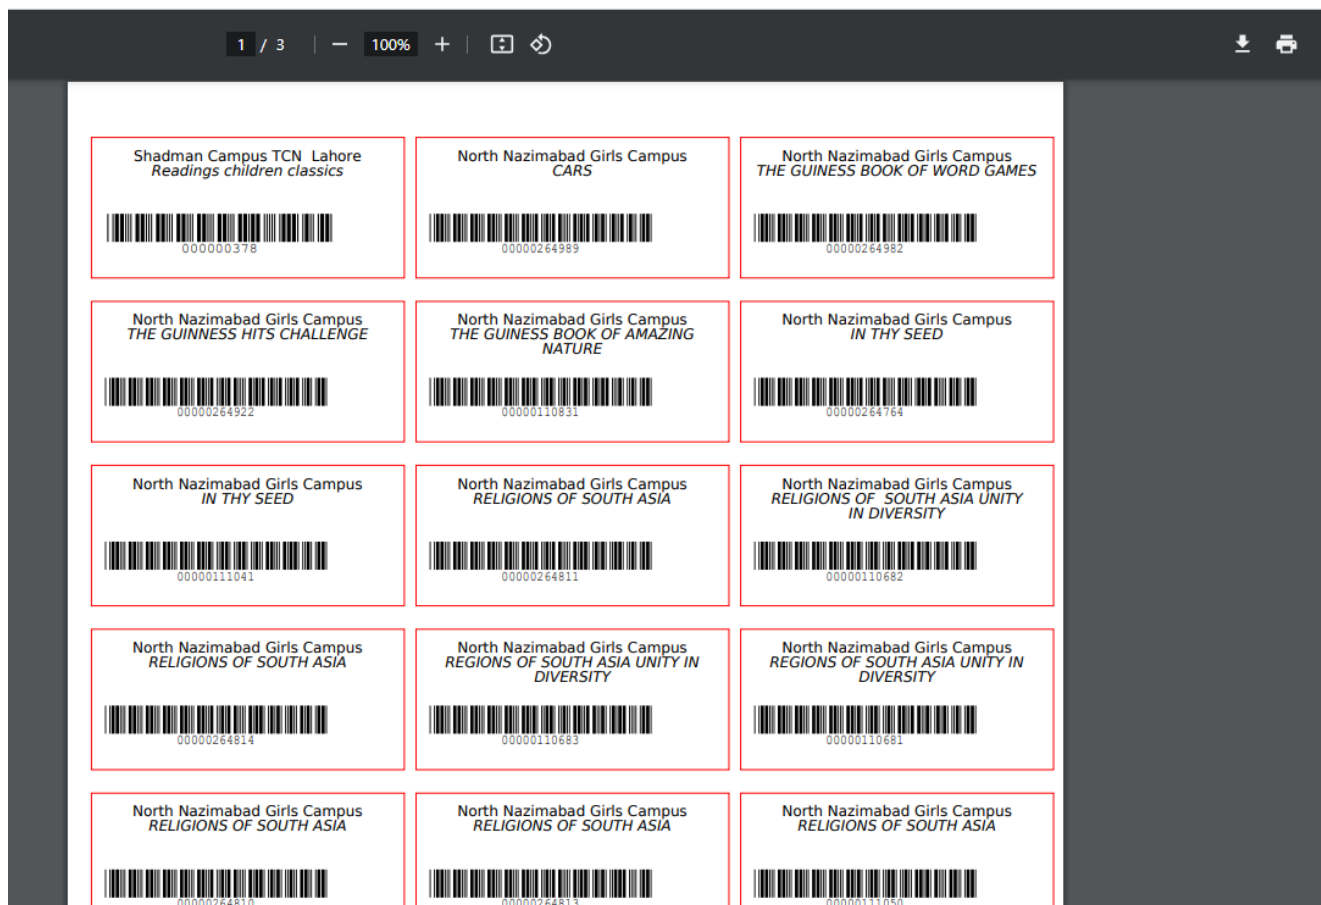 1 / 3 100%
Shadman Campus TCN  Lahore
Readings children classics
000000378
North Nazimabad Girls Campus
CARS
00000264989
North Nazimabad Girls Campus
THE GUINESS BOOK OF WORD GAMES
00000264982
North Nazimabad Girls Campus
THE GUINNESS HITS CHALLENGE
00000264922
North Nazimabad Girls Campus
THE GUINESS BOOK OF AMAZING
NATURE
00000110831
North Nazimabad Girls Campus
IN THY SEED
00000264764
North Nazimabad Girls Campus
IN THY SEED
00000111041
North Nazimabad Girls Campus
RELIGIONS OF SOUTH ASIA
00000264811
North Nazimabad Girls Campus
RELIGIONS OF  SOUTH ASIA UNITY
IN DIVERSITY
00000110682
North Nazimabad Girls Campus
RELIGIONS OF SOUTH ASIA
00000264814
North Nazimabad Girls Campus
REGIONS OF SOUTH ASIA UNITY IN
DIVERSITY
00000110683
North Nazimabad Girls Campus
REGIONS OF SOUTH ASIA UNITY IN
DIVERSITY
00000110681
North Nazimabad Girls Campus
RELIGIONS OF SOUTH ASIA
00000264810
North Nazimabad Girls Campus
RELIGIONS OF SOUTH ASIA
00000264813
North Nazimabad Girls Campus
RELIGIONS OF SOUTH ASIA
00000111050